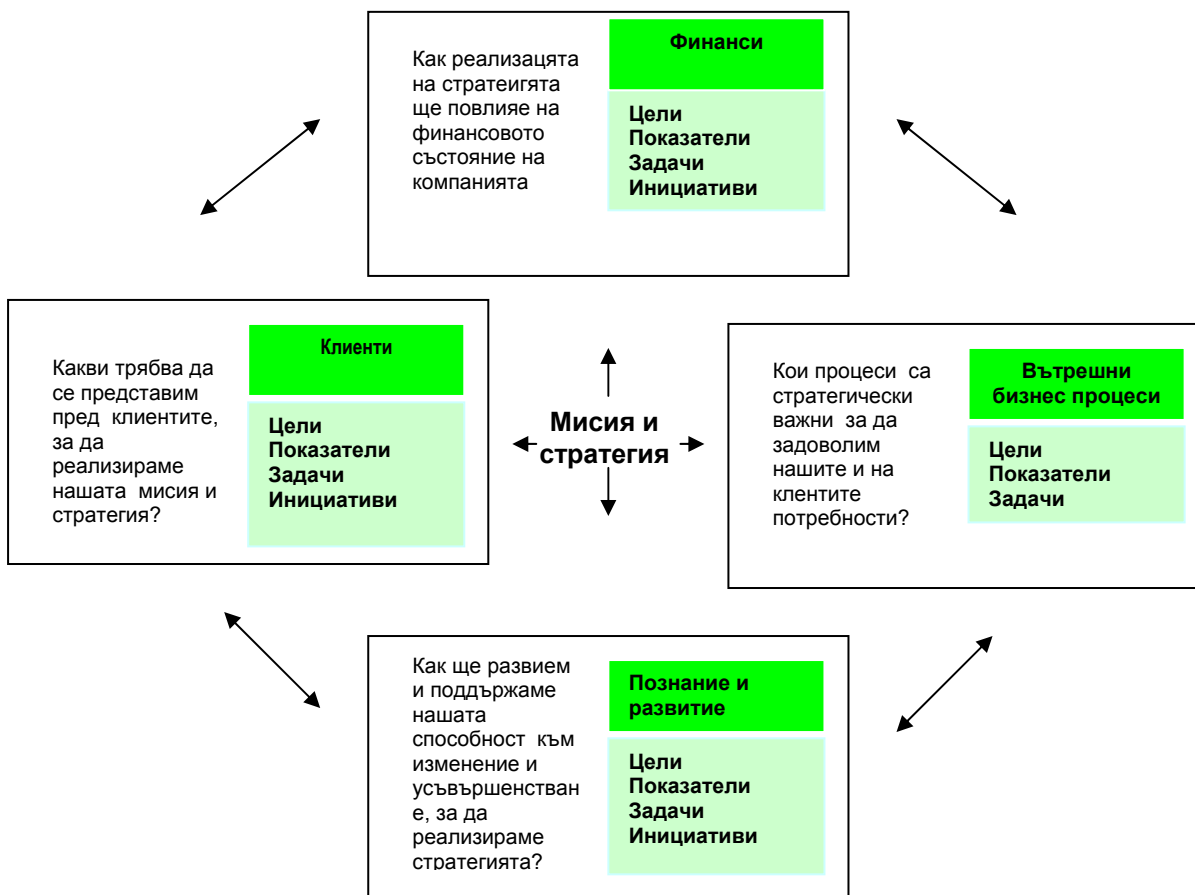 Как реализацята
на стратеигята
ще повлияе на
финансовото
състояние на
компанията
Финанси
Цели
Показатели
Задачи
Инициативи
Какви трябва да
се представим
пред клиентите,
за да
реализираме
нашата мисия и
стратегия?
Клиенти
Цели
Показатели
Задачи
Инициативи
Мисия и
стратегия
Кои процеси са
стратегически
важни за да
задоволим
нашите и на
клентите
потребности?
Вътрешни
бизнес процеси
Цели
Показатели
Задачи
Как ще развием
и поддържаме
нашата
способност към
изменение и
усъвършенстван
е, за да
реализираме
стратегията?
Познание и
развитие
Цели
Показатели
Задачи
Инициативи